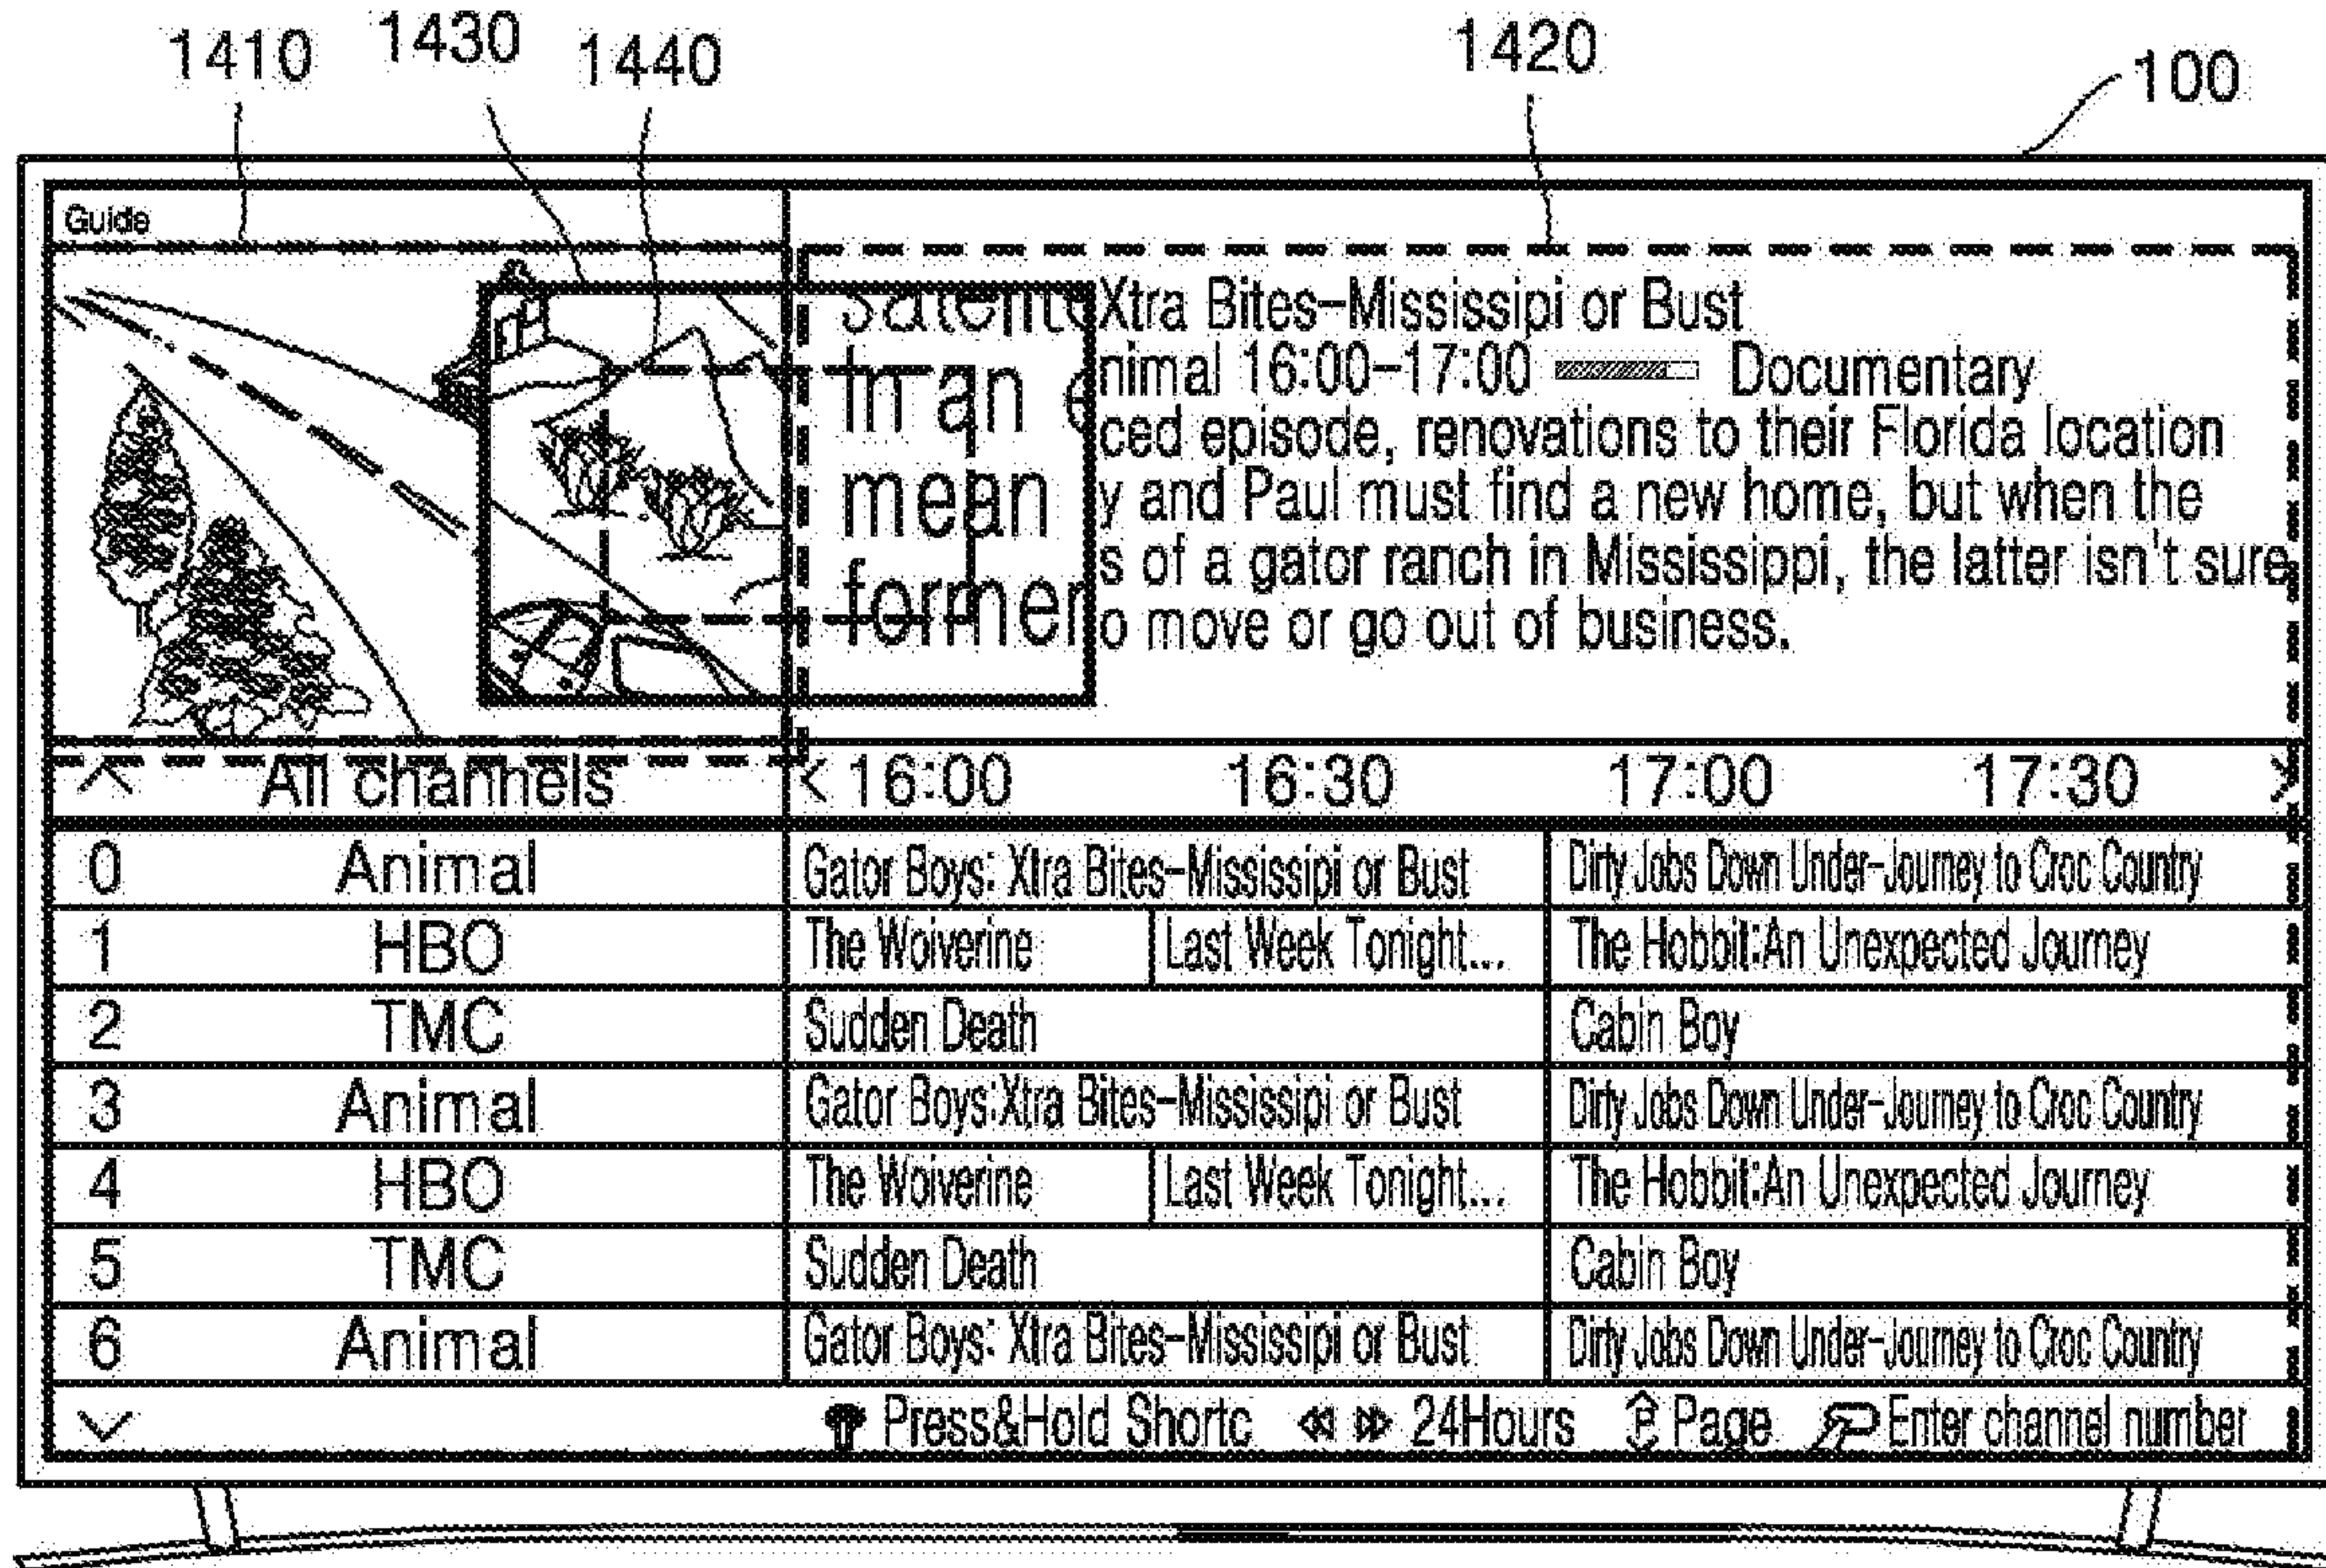 1410 1430 1440 1420 100
Guide
Xtra Bites-Mississipi or Bust
In an nimal 16:00-17:00 Documentary
ced episode, renovations to their Florida location
mean y and Paul must find a new home, but when the
former s of a gator ranch in Mississippi, the latter isn't sure
o move or go out of business.
All channels < 16:00 16:30 17:00 17:30 >
0 Animal Gator Boys: Xtra Bites-Mississipi or Bust Dirty Jobs Down Under-Journey to Croc Country
1 HBO The Woiverine Last Week Tonight... The Hobbit:An Unexpected Journey
2 TMC Sudden Death Cabin Boy
3 Animal Gator Boys:Xtra Bites-Mississipi or Bust Dirty Jobs Down Under-Journey to Croc Country
4 HBO The Woiverine Last Week Tonight... The Hobbit:An Unexpected Journey
5 TMC Sudden Death Cabin Boy
6 Animal Gator Boys: Xtra Bites-Mississipi or Bust Dirty Jobs Down Under-Journey to Croc Country
Press&Hold Shortc 24Hours P Page Enter channel number